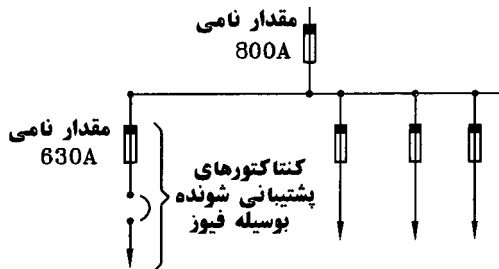 مقدار نامی
800A
مقدار نامی
630A
کنتاکتورهای
پشتیبانی شونده
بوسیله فیوز